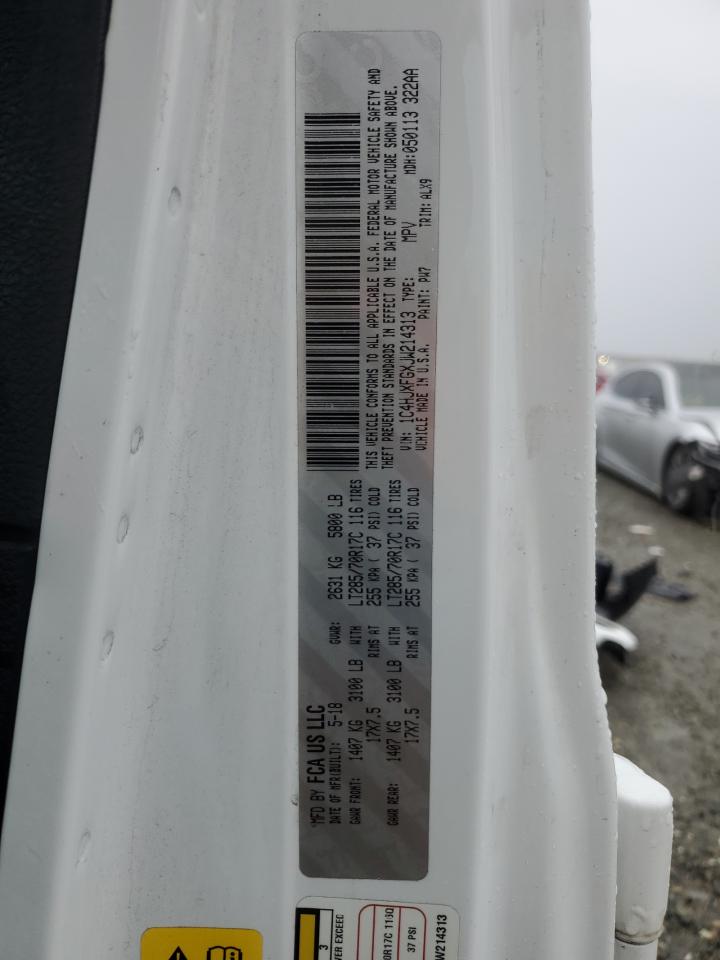 MFD BY FCA US LLC
DATE OF MFR(BUILT): 5-18 GVWR: 2631 KG 5800 LB
GAWR FRONT: 1407 KG 3100 LB WITH LT285/70R17C 116 TIRES
17X7.5 RIMS AT 255 KPA ( 37 PSI) COLD
GAWR REAR: 1407 KG 3100 LB WITH LT285/70R17C 116 TIRES
17X7.5 RIMS AT 255 KPA ( 37 PSI) COLD
THIS VEHICLE CONFORMS TO ALL APPLICABLE U.S.A. FEDERAL MOTOR VEHICLE SAFETY AND
THEFT PREVENTION STANDARDS IN EFFECT ON THE DATE OF MANUFACTURE SHOWN ABOVE.
VIN: 1C4HJXFGXJW214313 TYPE: MPV MDH:050113 322AA
VEHICLE MADE IN U.S.A. PAINT: PW7 TRIM: ALX9
3
VER EXCEED
0R17C 116Q
37 PSI
W214313